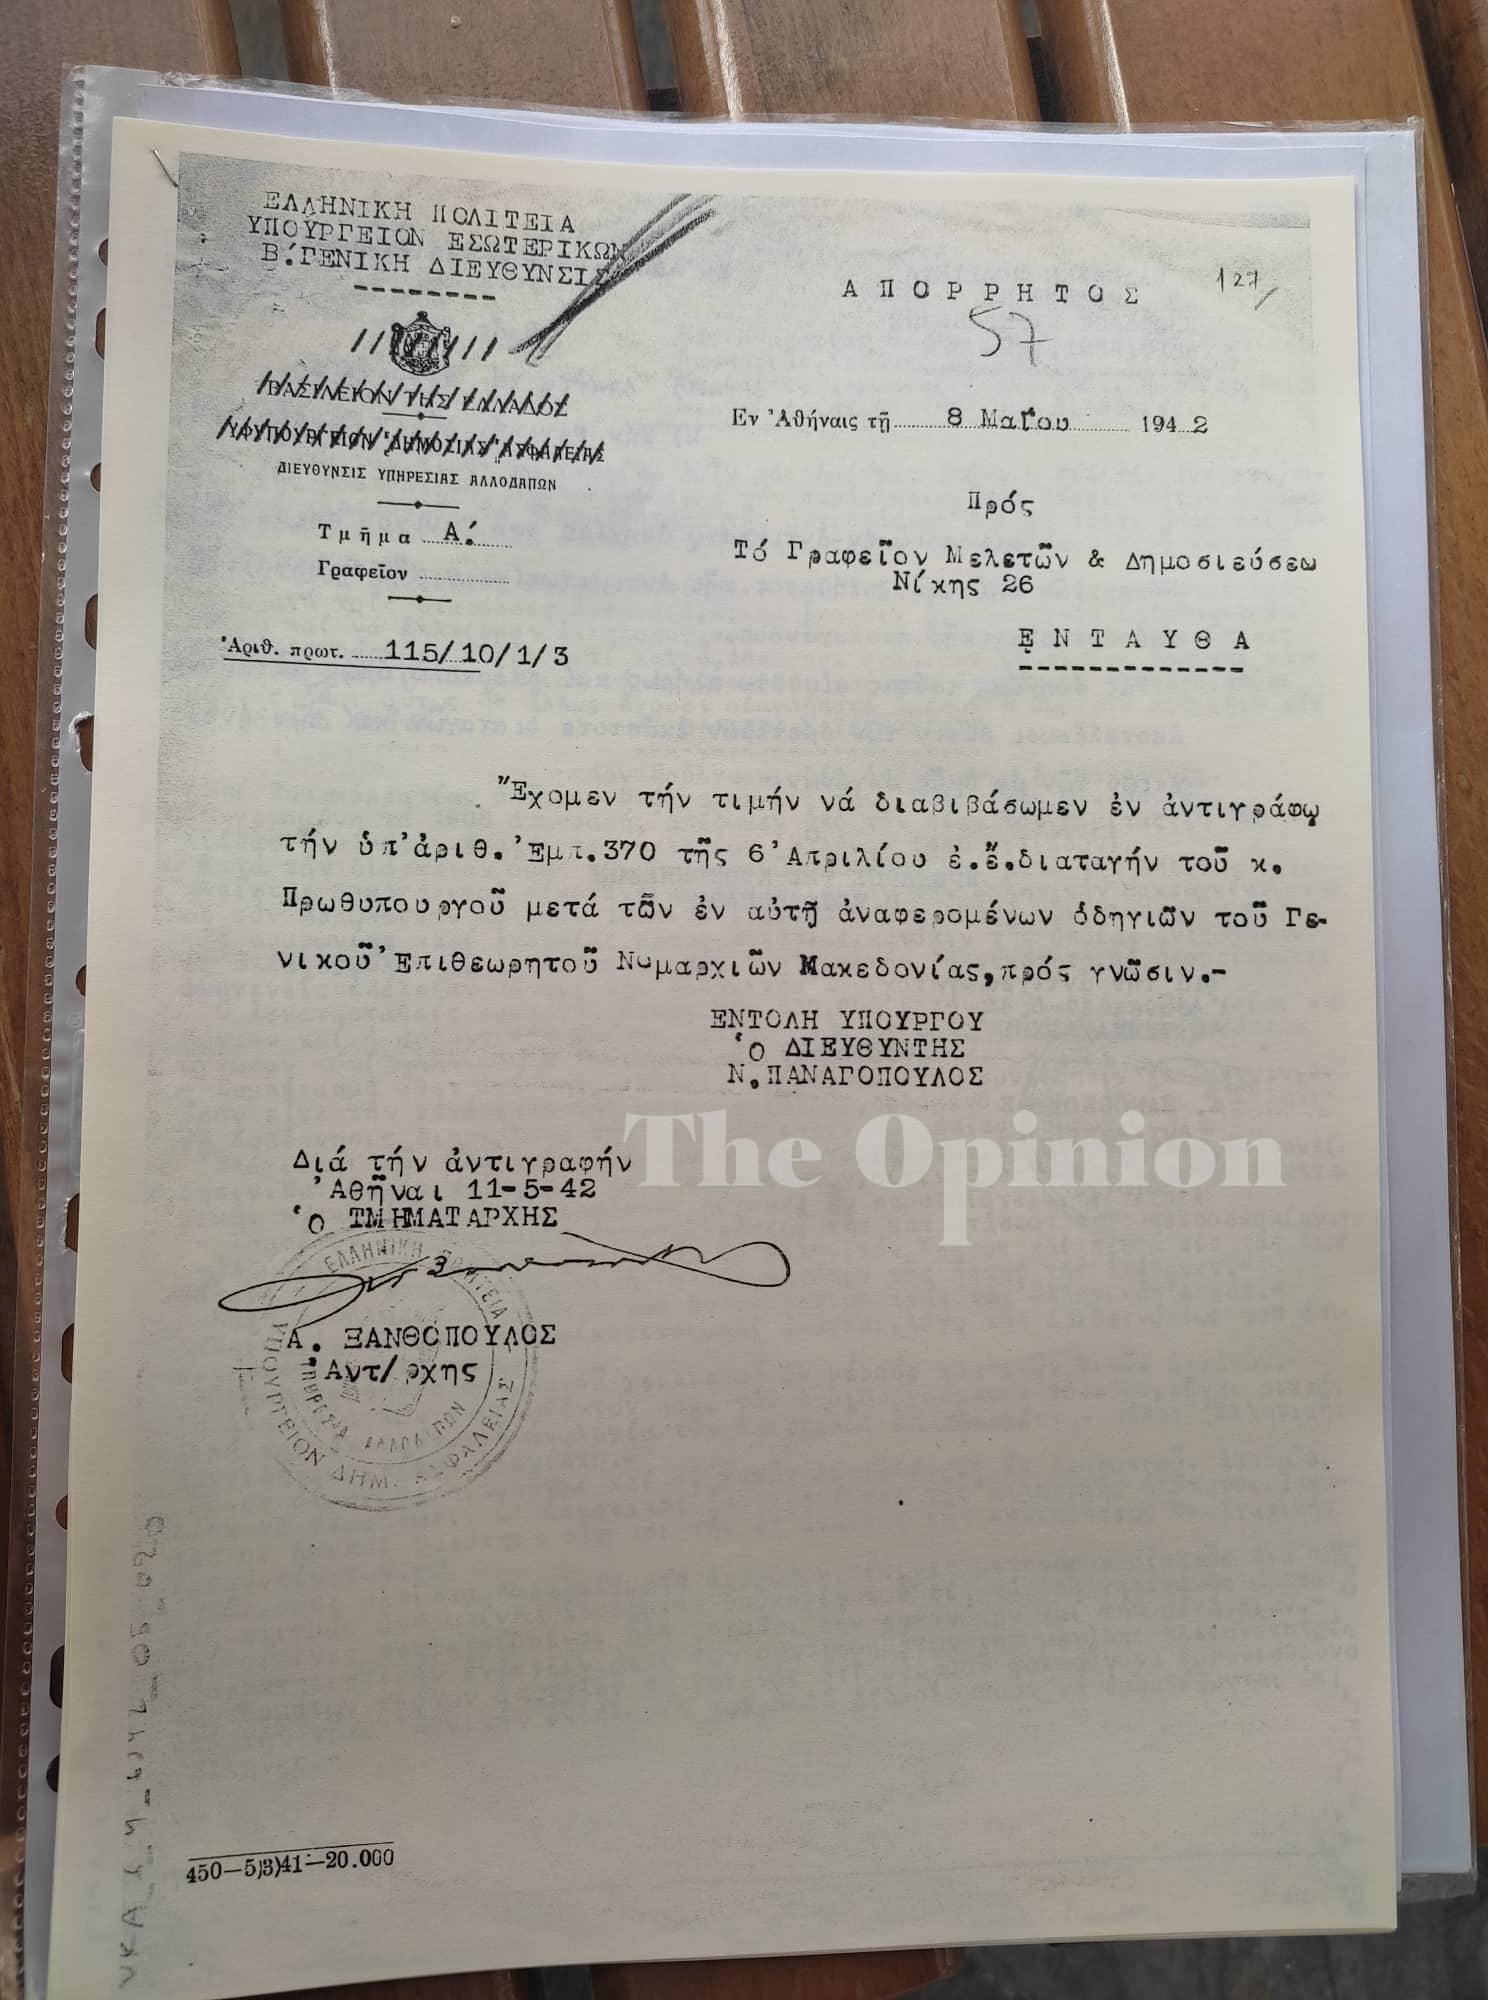 ΕΛΛΗΝΙΚΗ ΠΟΛΙΤΕΙΑ
ΥΠΟΥΡΓΕΙΟΝ ΕΣΩΤΕΡΙΚΩΝ
Β΄.ΓΕΝΙΚΗ ΔΙΕΥΘΥΝΣΙΣ
ΒΑΣΙΛΕΙΟΝ ΤΗΣ ΕΛΛΑΔΟΣ
ΥΦΥΠΟΥΡΓΕΙΟΝ ΔΗΜΟΣΙΑΣ ΑΣΦΑΛΕΙΑΣ
ΔΙΕΥΘΥΝΣΙΣ ΥΠΗΡΕΣΙΑΣ ΑΛΛΟΔΑΠΩΝ
Τμῆμα Α΄.
Γραφεῖον
Ἀριθ. πρωτ. 115/10/1/3
ΑΠΟΡΡΗΤΟΣ
127/
57
Ἐν Ἀθήναις τῇ 8 Μαΐου 1942
Πρός
Τό Γραφεῖον Μελετῶν & Δημοσιεύσεω
Νίκης 26
ΕΝΤΑΥΘΑ
Ἔχομεν τήν τιμήν νά διαβιβάσωμεν ἐν ἀντιγράφῳ
τήν ὑπ' ἀριθ. Ἐμπ.370 τῆς 6 Ἀπριλίου ἐ.ἔ.διαταγήν τοῦ κ.
Πρωθυπουργοῦ μετά τῶν ἐν αὐτῇ ἀναφερομένων ὁδηγιῶν τοῦ Γε-
νικοῦ Ἐπιθεωρητοῦ Νομαρχιῶν Μακεδονίας,πρός γνῶσιν.-
ΕΝΤΟΛΗ ΥΠΟΥΡΓΟΥ
Ὁ ΔΙΕΥΘΥΝΤΗΣ
Ν.ΠΑΝΑΓΟΠΟΥΛΟΣ
The Opinion
Διά τήν ἀντιγραφήν
Ἀθῆναι 11-5-42
Ὁ ΤΜΗΜΑΤΑΡΧΗΣ
ΕΛΛΗΝΙΚΗ ΠΟΛΙΤΕΙΑ
Α. ΞΑΝΘΟΠΟΥΛΟΣ
Ἀντ/ρχης
ΥΠΗΡΕΣΙΑ ΑΛΛΟΔΑΠΩΝ
ΥΠΟΥΡΓΕΙΟΝ ΔΗΜ. ΑΣΦΑΛΕΙΑΣ
450—5)3)41—20.000